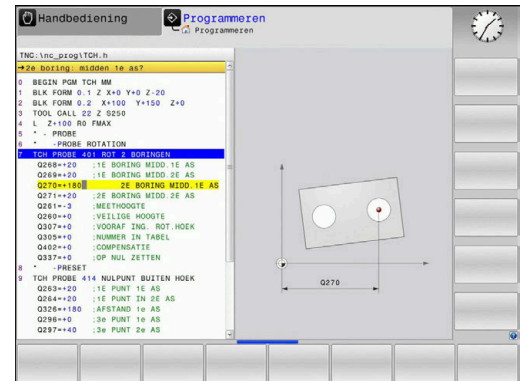 Handbediening
Programmeren
Programmeren
TNC:\nc_prog\TCH.h
→2e boring: midden 1e as?
0 BEGIN PGM TCH MM
1 BLK FORM 0.1 Z X+0 Y+0 Z-20
2 BLK FORM 0.2 X+100 Y+150 Z+0
3 TOOL CALL 22 Z S250
4 L Z+100 R0 FMAX
5 * - PROBE
6 * -PROBE ROTATION
7 TCH PROBE 401 ROT 2 BORINGEN
Q268=+20 ;1E BORING MIDD.1E AS
Q269=+20 ;1E BORING MIDD.2E AS
Q270=+180 2E BORING MIDD.1E AS
Q271=+20 ;2E BORING MIDD.2E AS
Q261=-3 ;MEETHOOGTE
Q260=+0 ;VEILIGE HOOGTE
Q307=+0 ;VOORAF ING. ROT.HOEK
Q305=+0 ;NUMMER IN TABEL
Q402=+0 ;COMPENSATIE
Q337=+0 ;OP NUL ZETTEN
8 * -PRESET
9 TCH PROBE 414 NULPUNT BUITEN HOEK
Q263=+20 ;1E PUNT 1E AS
Q264=+20 ;1E PUNT IN 2E AS
Q326=+180 ;AFSTAND 1e AS
Q296=+0 ;3e PUNT 1e AS
Q297=+40 ;3e PUNT 2e AS
Q270